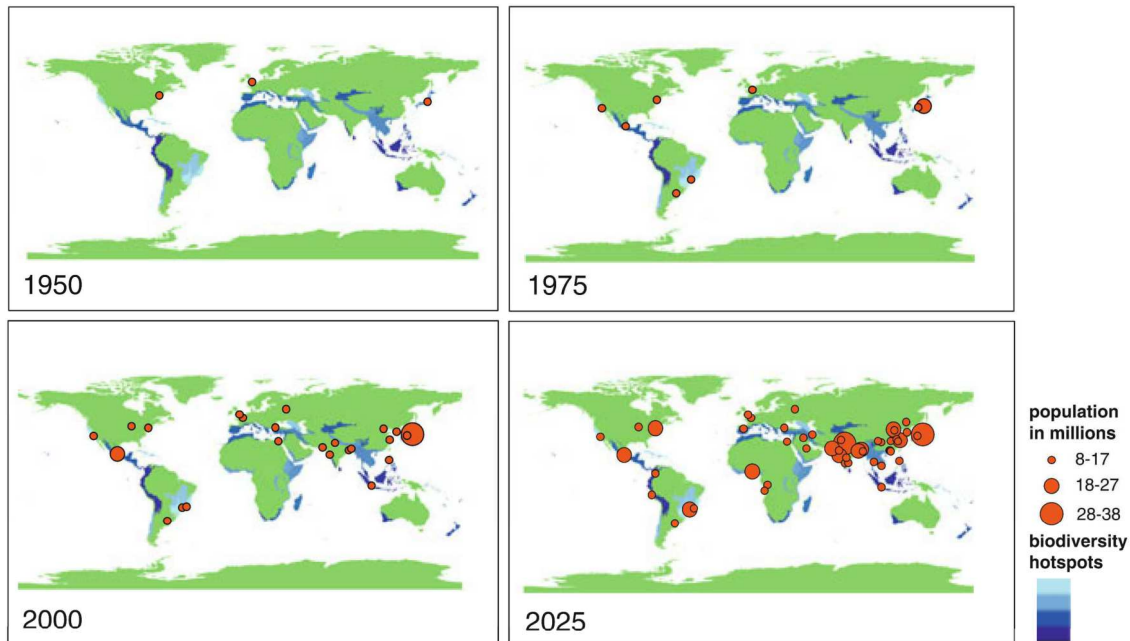 1950
1975
2000
2025
population
in millions
8-17
18-27
28-38
biodiversity
hotspots